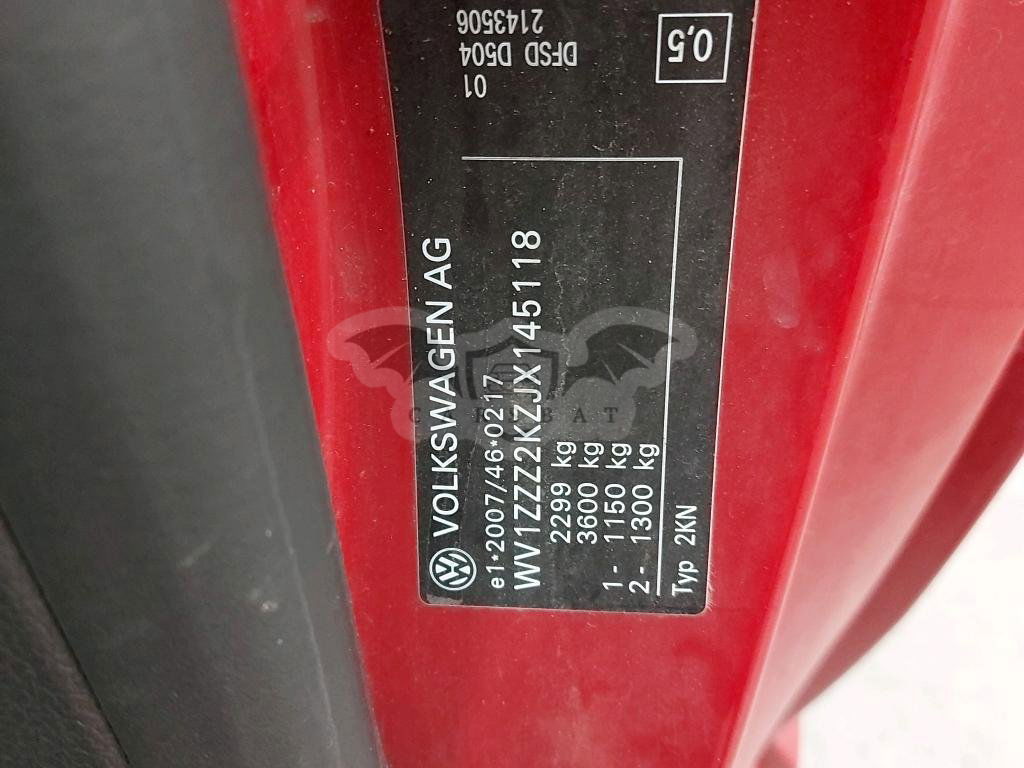 VOLKSWAGEN AG
e1*2007/46*0217
WV1ZZZ2KZJX145118
2299 kg
3600 kg
1- 1150 kg
2- 1300 kg
Typ 2KN
01
DFSD D504
2143506
0,5
CARSBAT